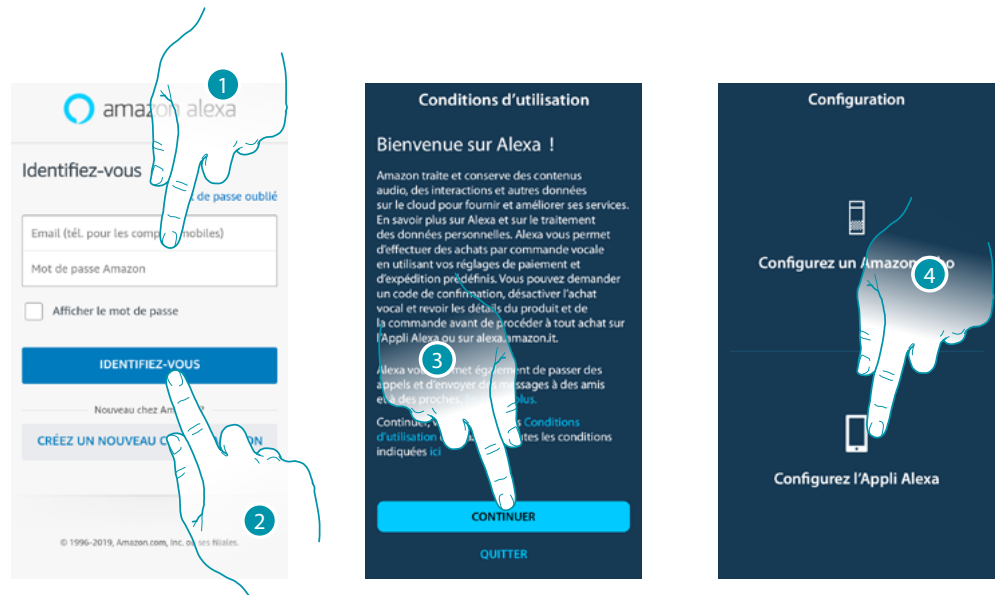 1
amazon alexa
Identifiez-vous
de passe oublié
Email (tél. pour les mobiles)
Mot de passe Amazon
Afficher le mot de passe
IDENTIFIEZ-VOUS
Nouveau chez
CRÉEZ UN NOUVEAU
2
© 1996-2019, Amazon.com, Inc. ou ses filiales.
Conditions d'utilisation
Bienvenue sur Alexa !
Amazon traite et conserve des contenus
audio, des interactions et autres données
sur le cloud pour fournir et améliorer ses services.
En savoir plus sur Alexa et sur le traitement
des données personnelles. Alexa vous permet
d'effectuer des achats par commande vocale
en utilisant vos réglages de paiement et
d'expédition prédéfinis. Vous pouvez demander
un code de confirmation, désactiver l'achat
vocal et revoir les détails du produit et de
la commande avant de procéder à tout achat sur
l'Appli Alexa ou sur alexa.amazon.it.
3
Alexa vous permet également de passer des
appels et d'envoyer des messages à des amis
et à des proches. plus.
Continuer, Conditions
d'utilisation les conditions
indiquées ici
CONTINUER
QUITTER
Configuration
Configurez un Amazon Echo
4
Configurez l'Appli Alexa